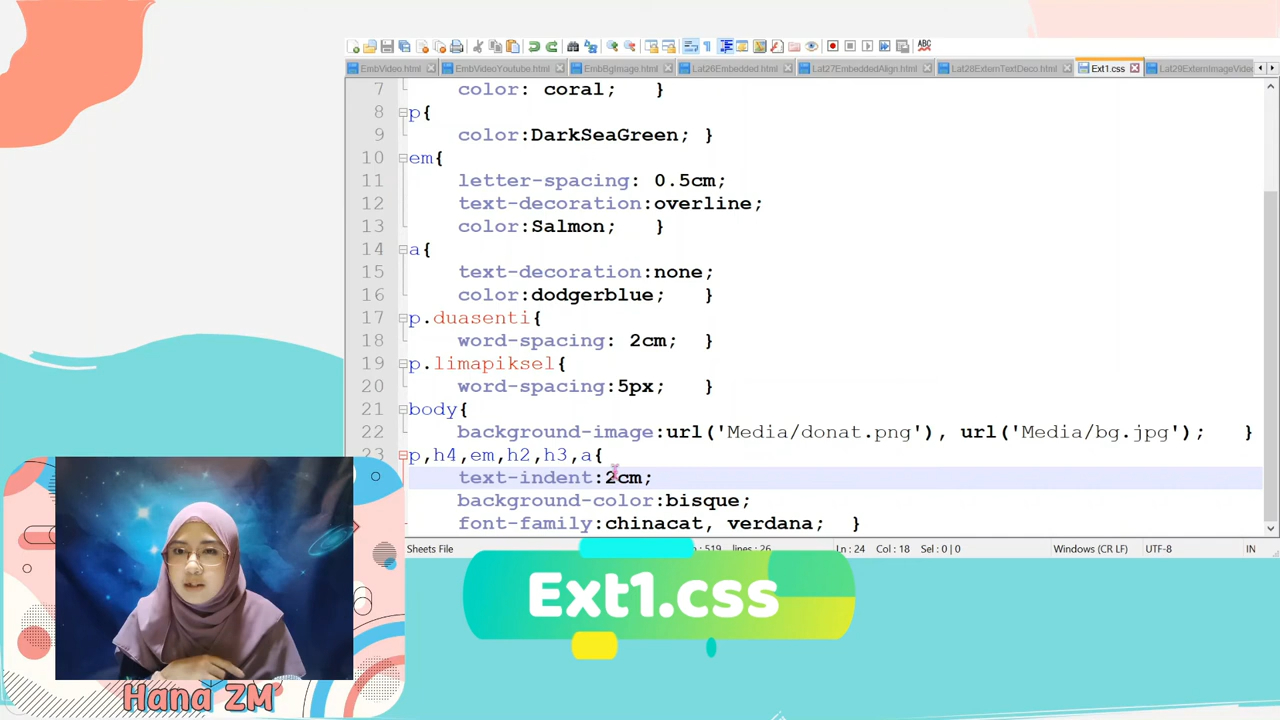 ABC
EmbVideo.html EmbVideoYoutube.html EmbBgImage.html Lat26Embedded.html Lat27EmbeddedAlign.html Lat28ExternTextDeco.html Ext1.css Lat29ExternImageVideo
7 color: coral; }
8 p{
9 color:DarkSeaGreen; }
10 em{
11 letter-spacing: 0.5cm;
12 text-decoration:overline;
13 color:Salmon; }
14 a{
15 text-decoration:none;
16 color:dodgerblue; }
17 p.duasenti{
18 word-spacing: 2cm; }
19 p.limapiksel{
20 word-spacing:5px; }
21 body{
22 background-image:url('Media/donat.png'), url('Media/bg.jpg'); }
23 p,h4,em,h2,h3,a{
text-indent:2cm;
background-color:bisque;
font-family:chinacat, verdana; }
Sheets File : 519 lines : 26 Ln : 24 Col : 18 Sel : 0 | 0 Windows (CR LF) UTF-8 IN
Ext1.css
Hana ZM